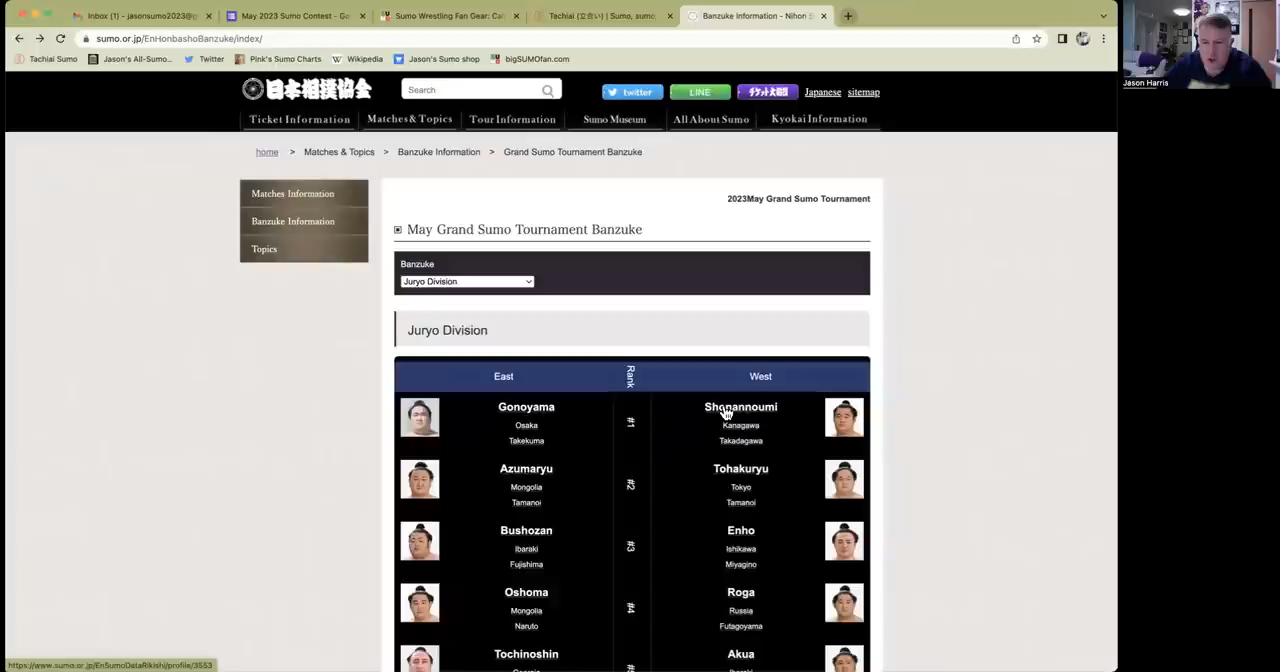 Inbox (1) - jasonsumo2023@g
May 2023 Sumo Contest - Go
Sumo Wrestling Fan Gear: Cal
Tachiai (立合い) | Sumo, sumo,
Banzuke Information - Nihon S
sumo.or.jp/EnHonbashoBanzuke/index/
Tachiai Sumo
Jason's All-Sumo...
Twitter
Pink's Sumo Charts
Wikipedia
Jason's Sumo shop
bigSUMOfan.com
Jason Harris
日本相撲協会
Search
twitter
LINE
チケット大相撲
Japanese
sitemap
Ticket Information
Matches & Topics
Tour Information
Sumo Museum
All About Sumo
Kyokai Information
home > Matches & Topics > Banzuke Information > Grand Sumo Tournament Banzuke
Matches Information
Banzuke Information
Topics
2023May Grand Sumo Tournament
May Grand Sumo Tournament Banzuke
Banzuke
Juryo Division
Juryo Division
East
Rank
West
Gonoyama
Osaka
Takekuma
#1
Shonannoumi
Kanagawa
Takadagawa
Azumaryu
Mongolia
Tamanoi
#2
Tohakuryu
Tokyo
Tamanoi
Bushozan
Ibaraki
Fujishima
#3
Enho
Ishikawa
Miyagino
Oshoma
Mongolia
Naruto
#4
Roga
Russia
Futagoyama
Tochinoshin
Akua
https://www.sumo.or.jp/EnSumoDataRikishi/profile/3553